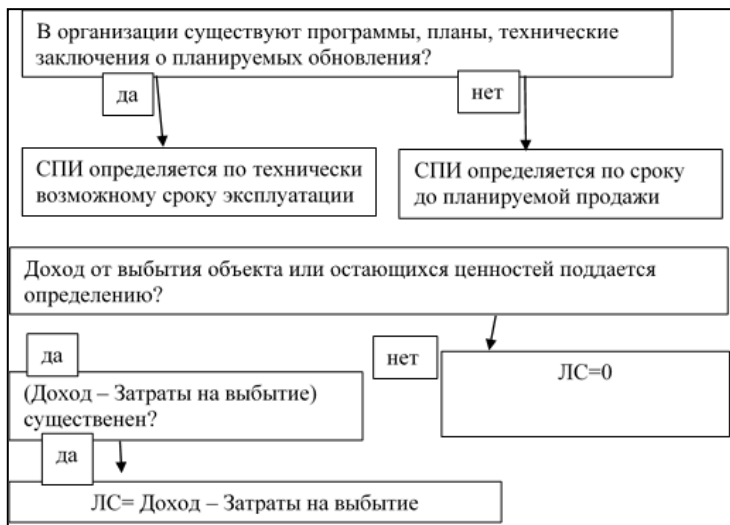 В организации существуют программы, планы, технические
заключения о планируемых обновления?
да
нет
СПИ определяется по технически
возможному сроку эксплуатации
СПИ определяется по сроку
до планируемой продажи
Доход от выбытия объекта или остающихся ценностей поддается
определению?
да
нет
ЛС=0
(Доход – Затраты на выбытие)
существенен?
да
ЛС= Доход – Затраты на выбытие